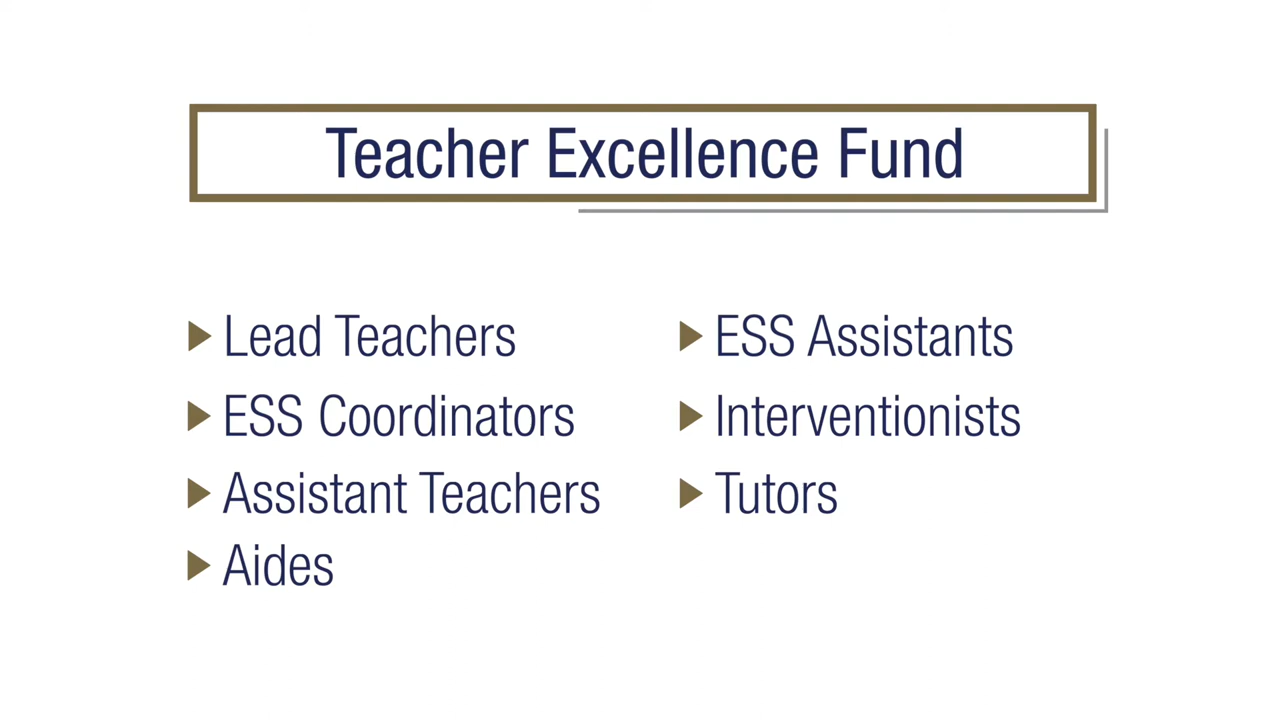 Teacher Excellence Fund
Lead Teachers
ESS Coordinators
Assistant Teachers
Aides
ESS Assistants
Interventionists
Tutors